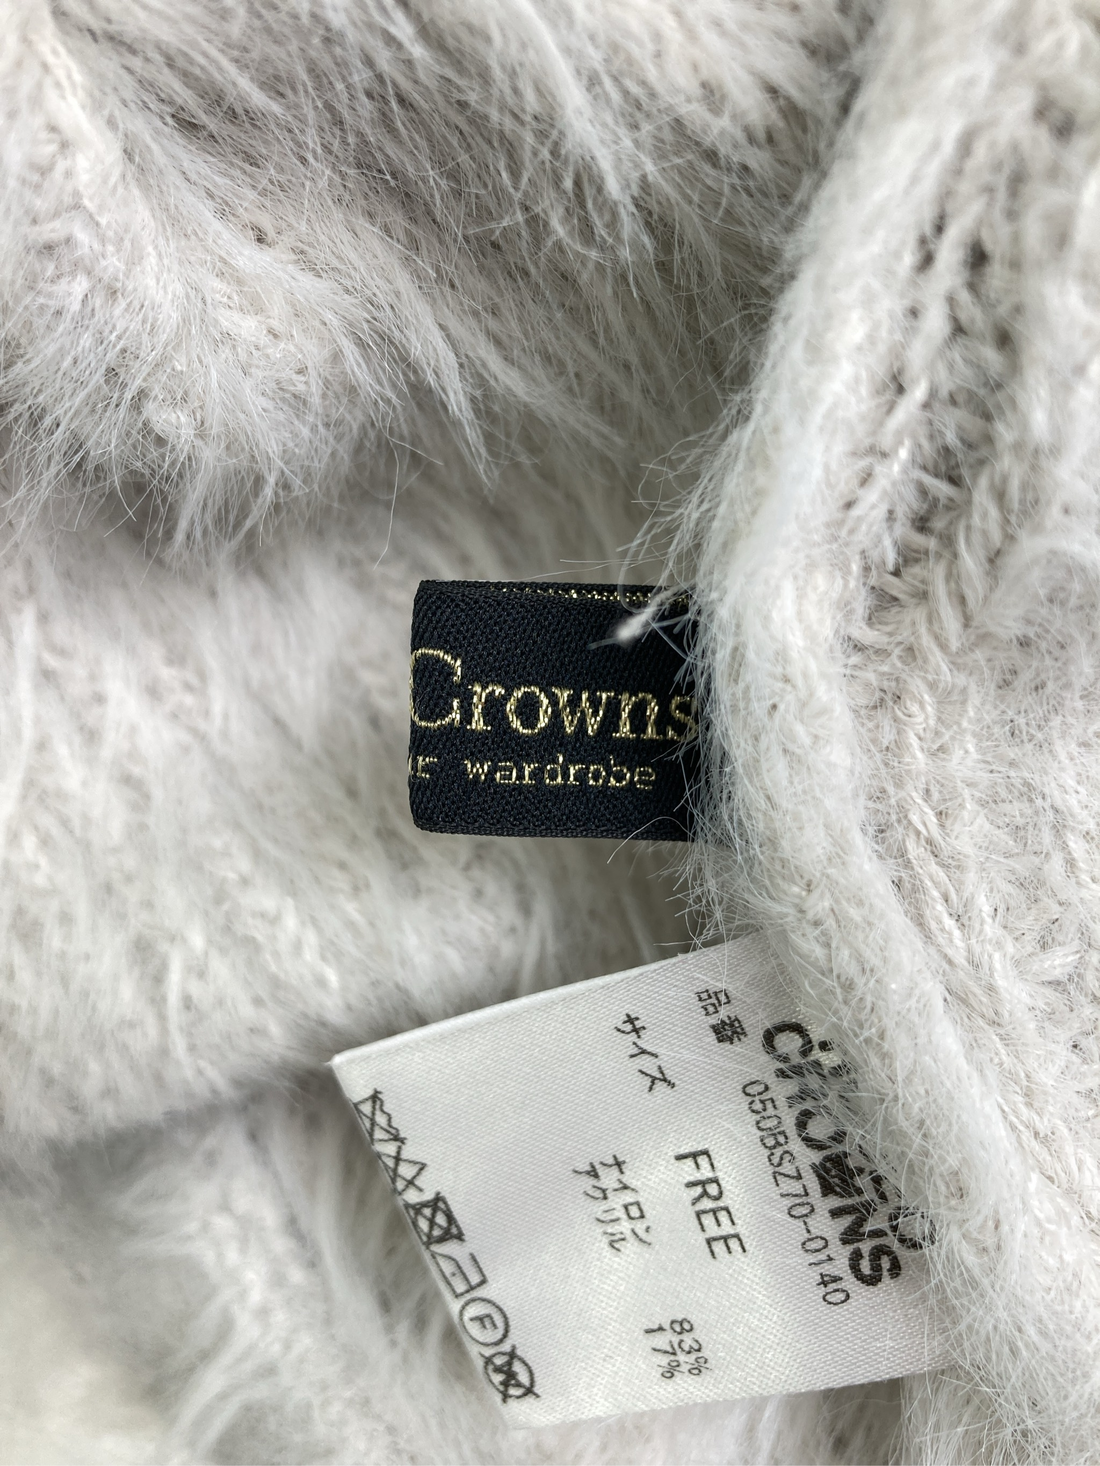 Crowns
wardrobe
品番
050BSZ70-0140
サイズ
FREE
ナイロン 83%
アクリル 17%
F
W